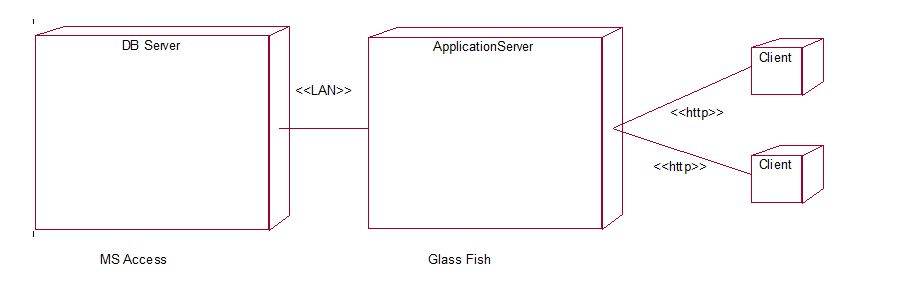 DB Server
ApplicationServer
Client
<<LAN>>
<<http>>
Client
<<http>>
MS Access
Glass Fish